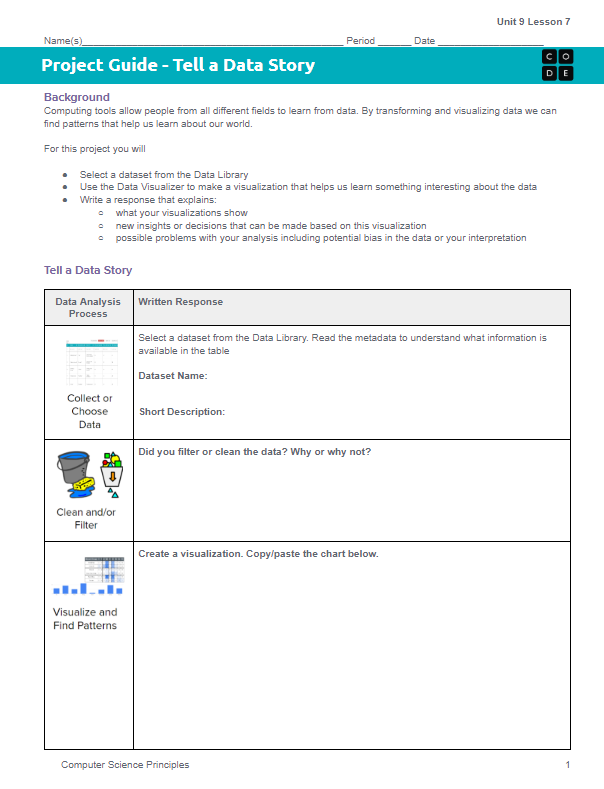 Unit 9 Lesson 7
Name(s)_______________________________________________ Period ______ Date ___________________
Project Guide - Tell a Data Story
C O
D E
Background
Computing tools allow people from all different fields to learn from data. By transforming and visualizing data we can
find patterns that help us learn about our world.
For this project you will
● Select a dataset from the Data Library
● Use the Data Visualizer to make a visualization that helps us learn something interesting about the data
● Write a response that explains:
○ what your visualizations show
○ new insights or decisions that can be made based on this visualization
○ possible problems with your analysis including potential bias in the data or your interpretation
Tell a Data Story
Data Analysis
Process
Written Response
Collect or
Choose
Data
Select a dataset from the Data Library. Read the metadata to understand what information is
available in the table
Dataset Name:
Short Description:
Clean and/or
Filter
Did you filter or clean the data? Why or why not?
Visualize and
Find Patterns
Create a visualization. Copy/paste the chart below.
Computer Science Principles
1